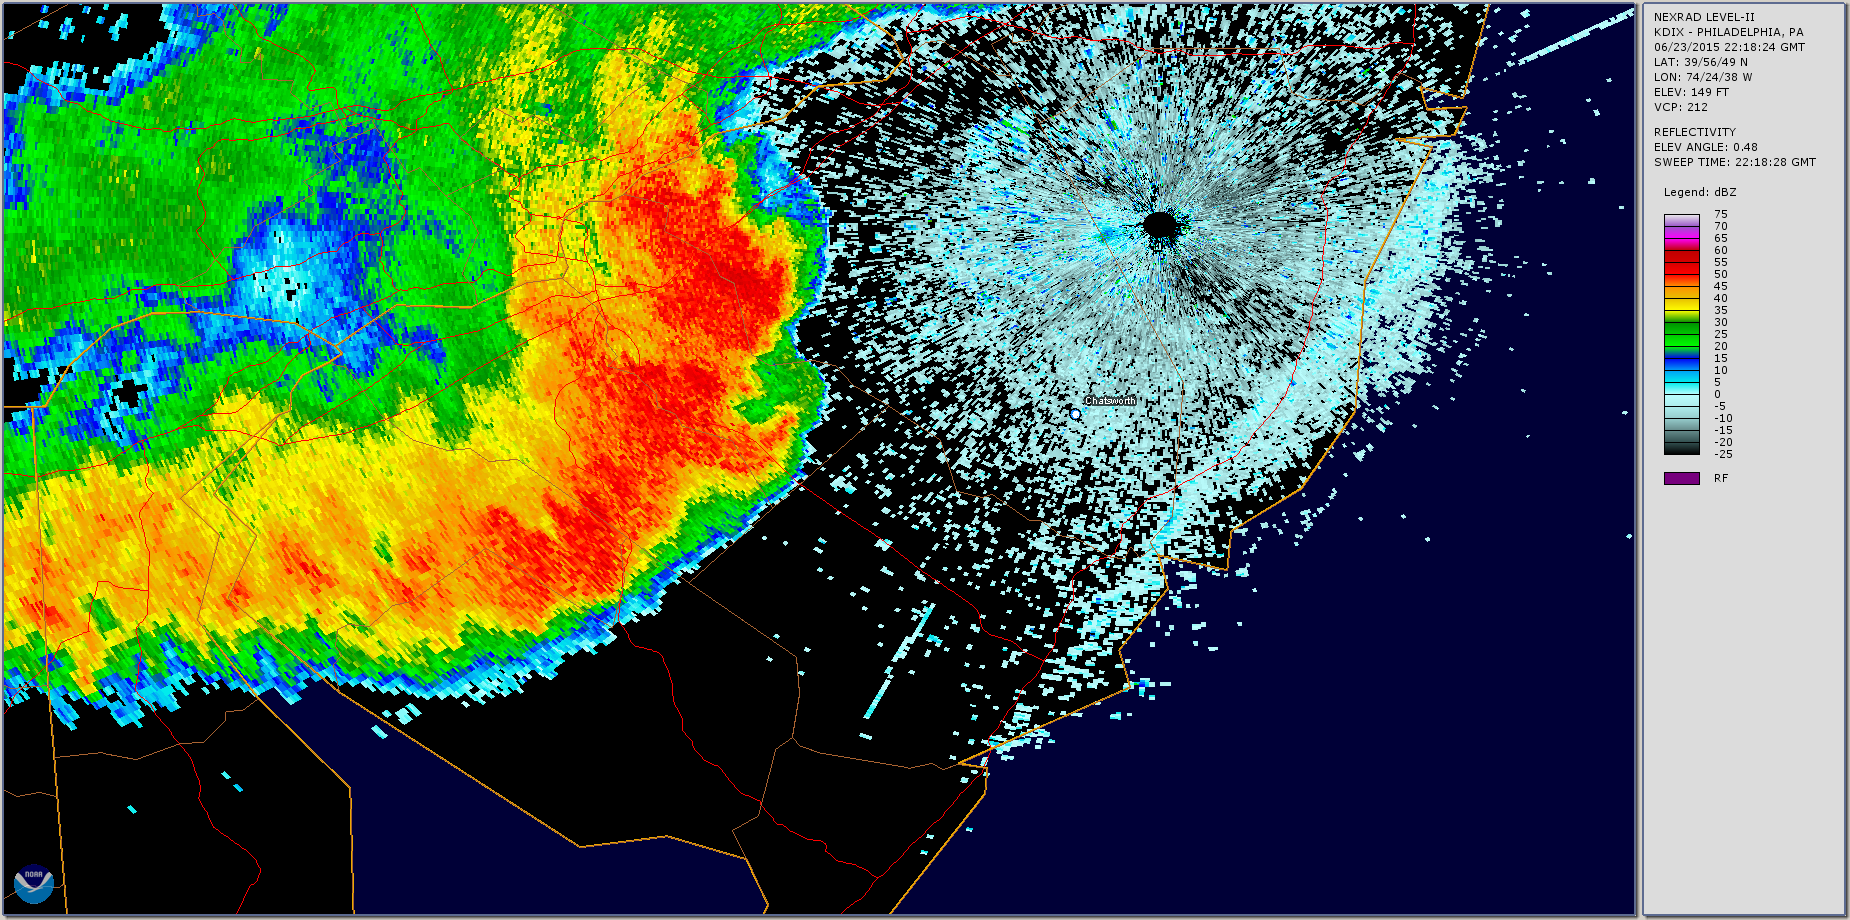 NEXRAD LEVEL-II
KDIX - PHILADELPHIA, PA
06/23/2015 22:18:24 GMT
LAT: 39/56/49 N
LON: 74/24/38 W
ELEV: 149 FT
VCP: 212
REFLECTIVITY
ELEV ANGLE: 0.48
SWEEP TIME: 22:18:28 GMT
Legend: dBZ
75
70
65
60
55
50
45
40
35
30
25
20
15
10
5
0
-5
-10
-15
-20
-25
RF
Chatsworth
NOAA